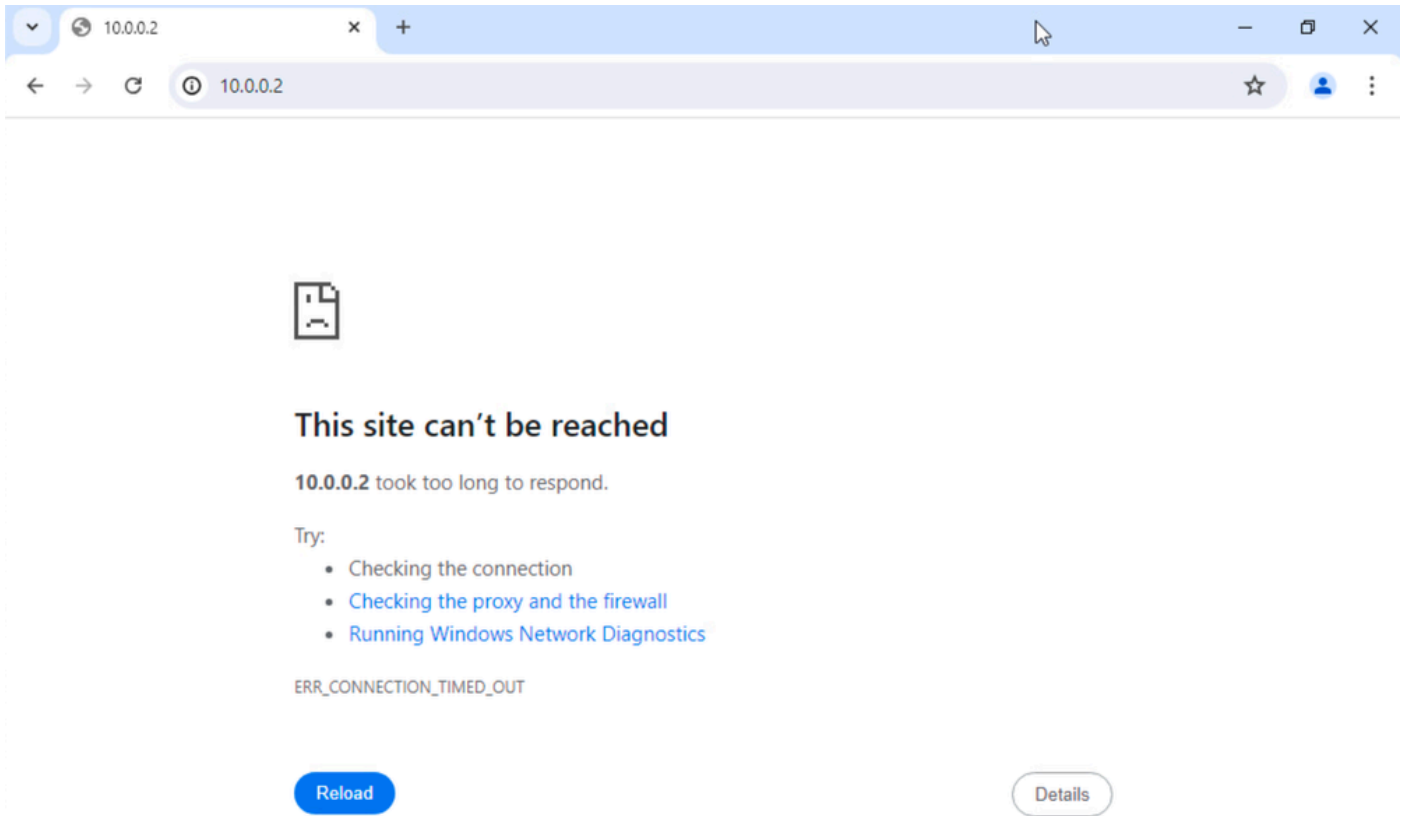 10.0.0.2
10.0.0.2
This site can’t be reached
10.0.0.2 took too long to respond.
Try:
Checking the connection
Checking the proxy and the firewall
Running Windows Network Diagnostics
ERR_CONNECTION_TIMED_OUT
Reload
Details